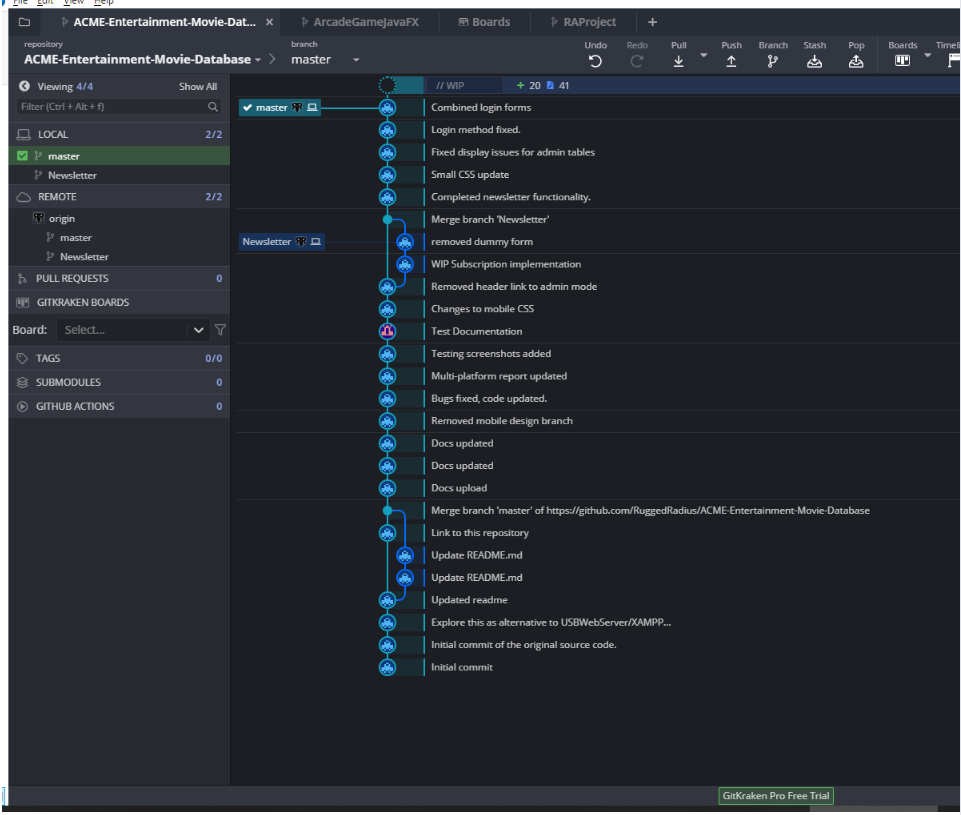 File Edit View Help
ACME-Entertainment-Movie-Dat... ArcadeGameJavaFX Boards RAProject
repository branch Undo Redo Pull Push Branch Stash Pop Boards Timeli
ACME-Entertainment-Movie-Database master
Viewing 4/4 Show All
// WIP + 20 41
Filter (Ctrl + Alt + f)
master Combined login forms
LOCAL 2/2 Login method fixed.
master Fixed display issues for admin tables
Newsletter Small CSS update
REMOTE 2/2 Completed newsletter functionality.
origin Merge branch 'Newsletter'
master Newsletter removed dummy form
Newsletter WIP Subscription implementation
PULL REQUESTS 0 Removed header link to admin mode
GITKRAKEN BOARDS Changes to mobile CSS
Board: Select... Test Documentation
TAGS 0/0 Testing screenshots added
SUBMODULES 0 Multi-platform report updated
GITHUB ACTIONS 0 Bugs fixed, code updated.
Removed mobile design branch
Docs updated
Docs updated
Docs upload
Merge branch 'master' of https://github.com/RuggedRadius/ACME-Entertainment-Movie-Database
Link to this repository
Update README.md
Update README.md
Updated readme
Explore this as alternative to USBWebServer/XAMPP...
Initial commit of the original source code.
Initial commit
GitKraken Pro Free Trial